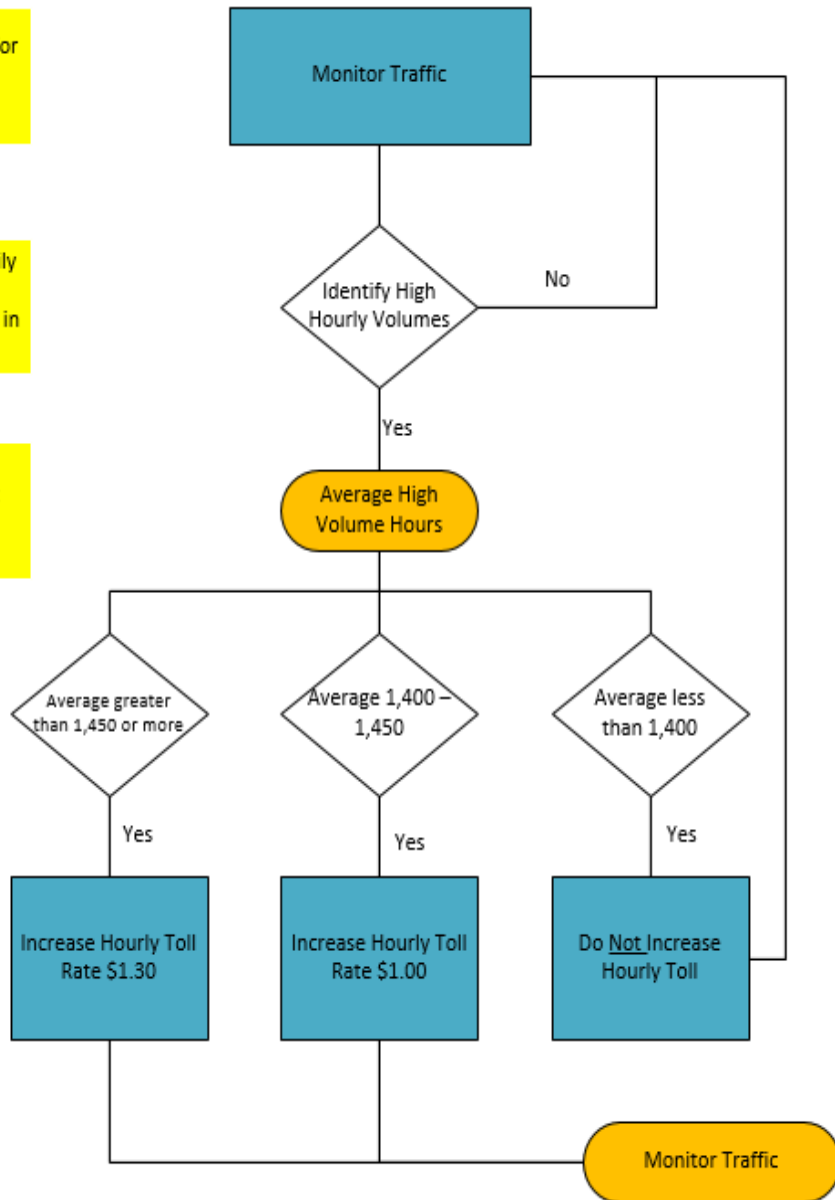 or
ily
in
Monitor Traffic
Identify High
Hourly Volumes
No
Yes
Average High
Volume Hours
Average greater
than 1,450 or more
Average 1,400 –
1,450
Average less
than 1,400
Yes
Yes
Yes
Increase Hourly Toll
Rate $1.30
Increase Hourly Toll
Rate $1.00
Do Not Increase
Hourly Toll
Monitor Traffic